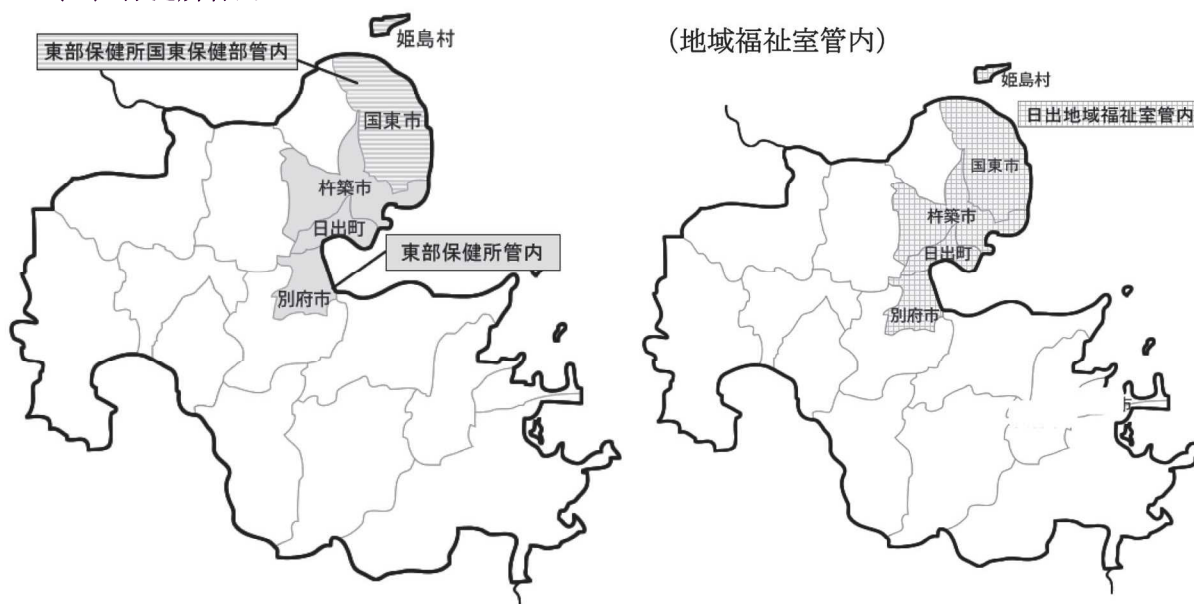 東部保健所国東保健部管内
姫島村
国東市
杵築市
日出町
東部保健所管内
別府市
（地域福祉室管内）
姫島村
日出地域福祉室管内
国東市
杵築市
日出町
別府市
市